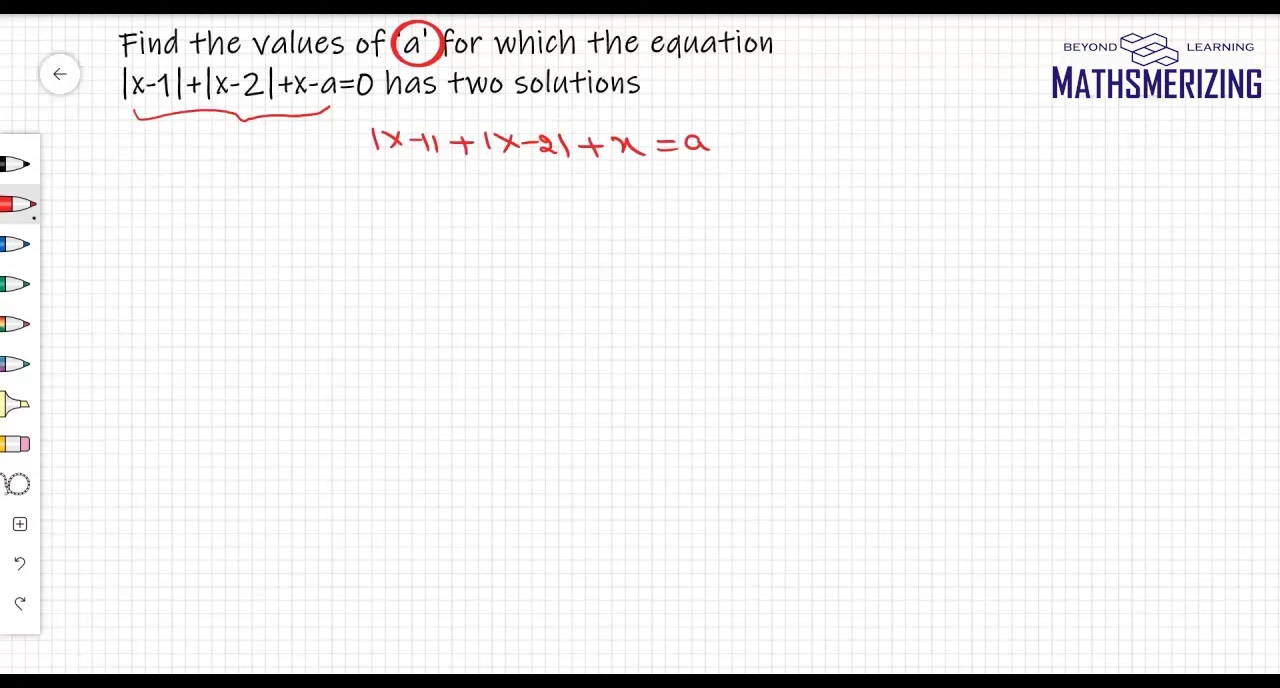 Find the values of 'a' for which the equation
|x-1|+|x-2|+x-a=0 has two solutions
|x-1|+|x-2|+x=a
BEYOND LEARNING
MATHSMERIZING